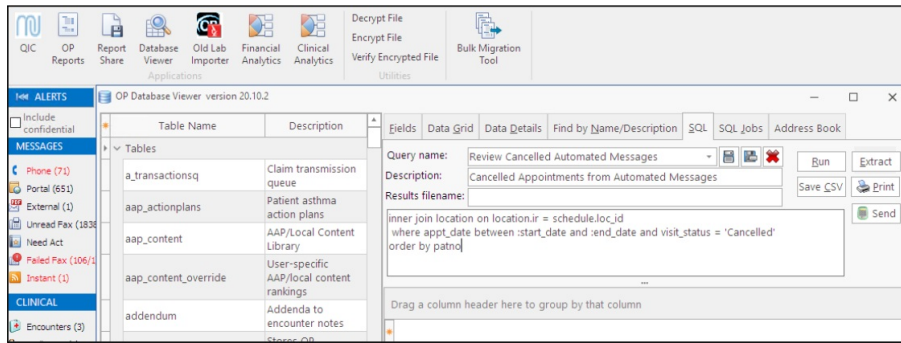 Decrypt File
Encrypt File
Verify Encrypted File
QIC
OP Reports
Report Share
Database Viewer
Old Lab Importer
Financial Analytics
Clinical Analytics
Bulk Migration Tool
Applications
Utilities
ALERTS
Include confidential
MESSAGES
Phone (71)
Portal (651)
External (1)
Unread Fax (1838
Need Act
Failed Fax (106/1
Instant (1)
CLINICAL
Encounters (3)
OP Database Viewer version 20.10.2
Table Name Description
Tables
a_transactionsq Claim transmission queue
aap_actionplans Patient asthma action plans
aap_content AAP/Local Content Library
aap_content_override User-specific AAP/local content rankings
addendum Addenda to encounter notes
Stores OP
Fields Data Grid Data Details Find by Name/Description SQL SQL Jobs Address Book
Query name: Review Cancelled Automated Messages
Description: Cancelled Appointments from Automated Messages
Results filename:
Run Extract
Save CSV Print
Send
inner join location on location.ir = schedule.loc_id
where appt_date between :start_date and :end_date and visit_status = 'Cancelled'
order by patno
Drag a column header here to group by that column